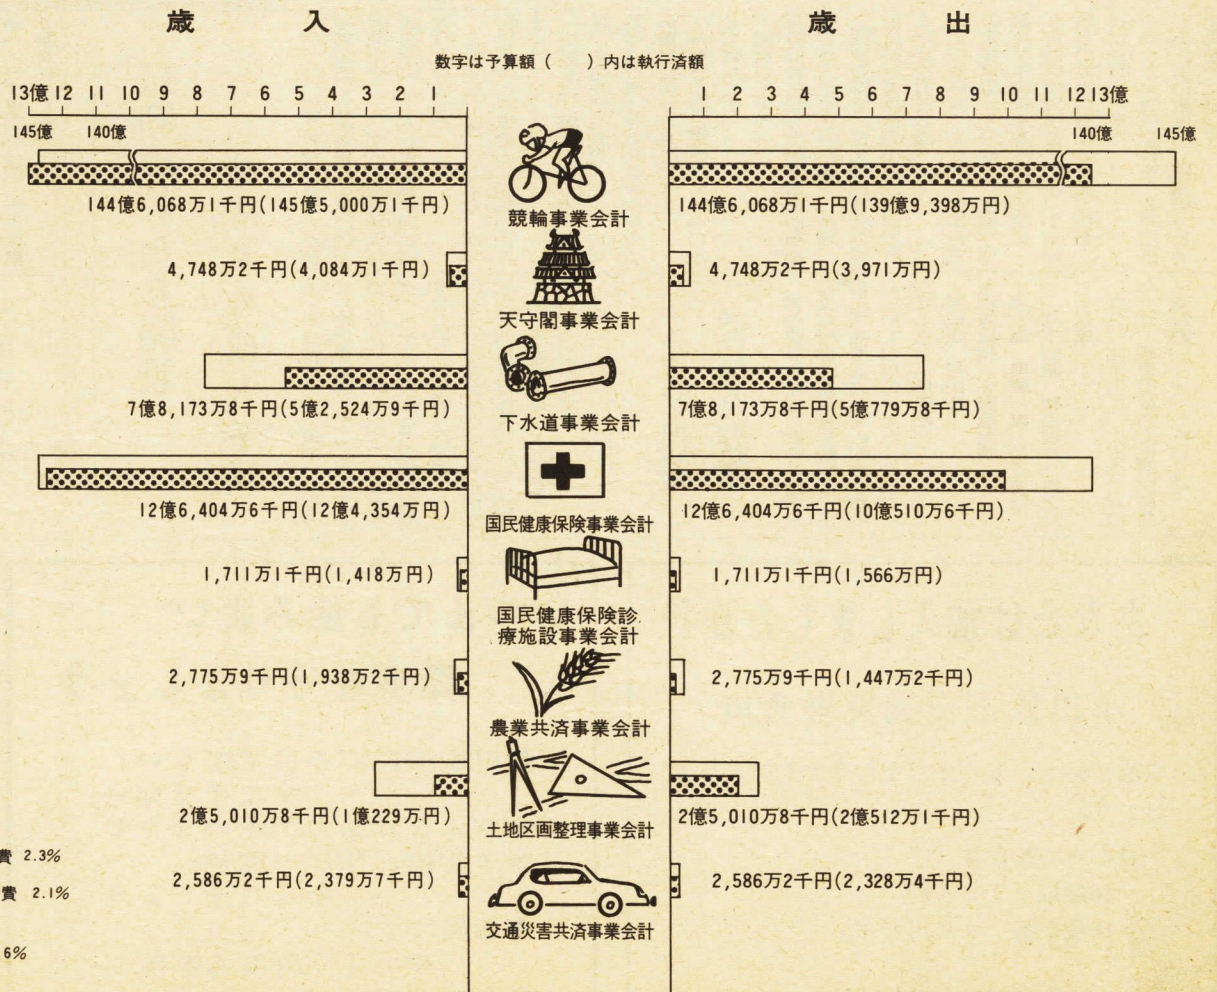 歳入
歳出
数字は予算額(　)内は執行済額
13億 12 11 10 9 8 7 6 5 4 3 2 1
1 2 3 4 5 6 7 8 9 10 11 12 13億
145億 140億
140億 145億
144億6,068万1千円(145億5,000万1千円)
競輪事業会計
144億6,068万1千円(139億9,398万円)
4,748万2千円(4,084万1千円)
天守閣事業会計
4,748万2千円(3,971万円)
7億8,173万8千円(5億2,524万9千円)
下水道事業会計
7億8,173万8千円(5億779万8千円)
12億6,404万6千円(12億4,354万円)
国民健康保険事業会計
12億6,404万6千円(10億510万6千円)
1,711万1千円(1,418万円)
国民健康保険診
療施設事業会計
1,711万1千円(1,566万円)
2,775万9千円(1,938万2千円)
農業共済事業会計
2,775万9千円(1,447万2千円)
2億5,010万8千円(1億229万円)
土地区画整理事業会計
2億5,010万8千円(2億512万1千円)
費 2.3%
費 2.1%
6%
2,586万2千円(2,379万7千円)
交通災害共済事業会計
2,586万2千円(2,328万4千円)